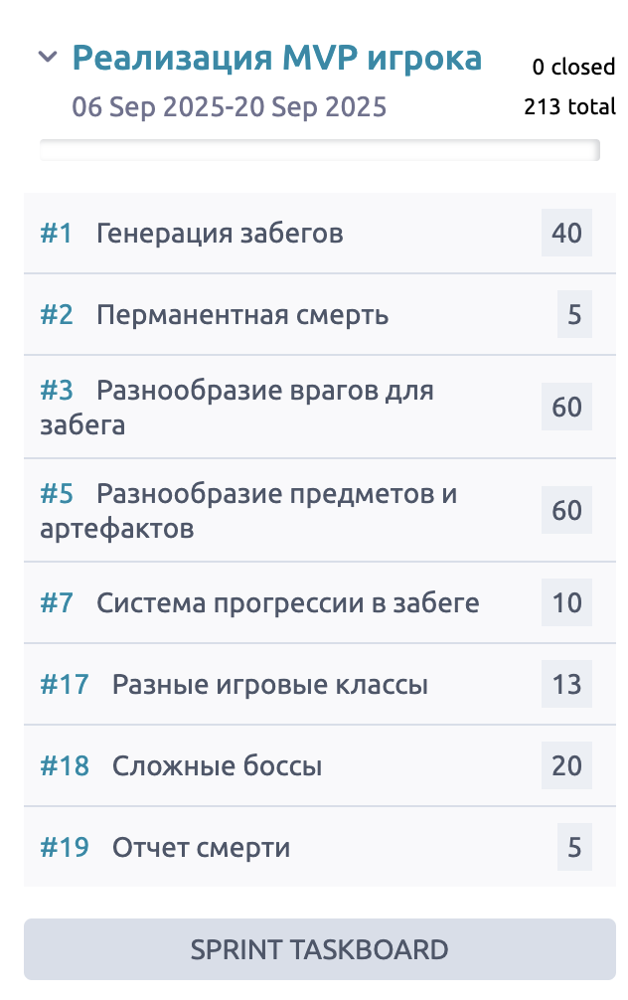 Реализация MVP игрока
0 closed
06 Sep 2025-20 Sep 2025
213 total
#1 Генерация забегов 40
#2 Перманентная смерть 5
#3 Разнообразие врагов для
забега
60
#5 Разнообразие предметов и
артефактов
60
#7 Система прогрессии в забеге 10
#17 Разные игровые классы 13
#18 Сложные боссы 20
#19 Отчет смерти 5
SPRINT TASKBOARD